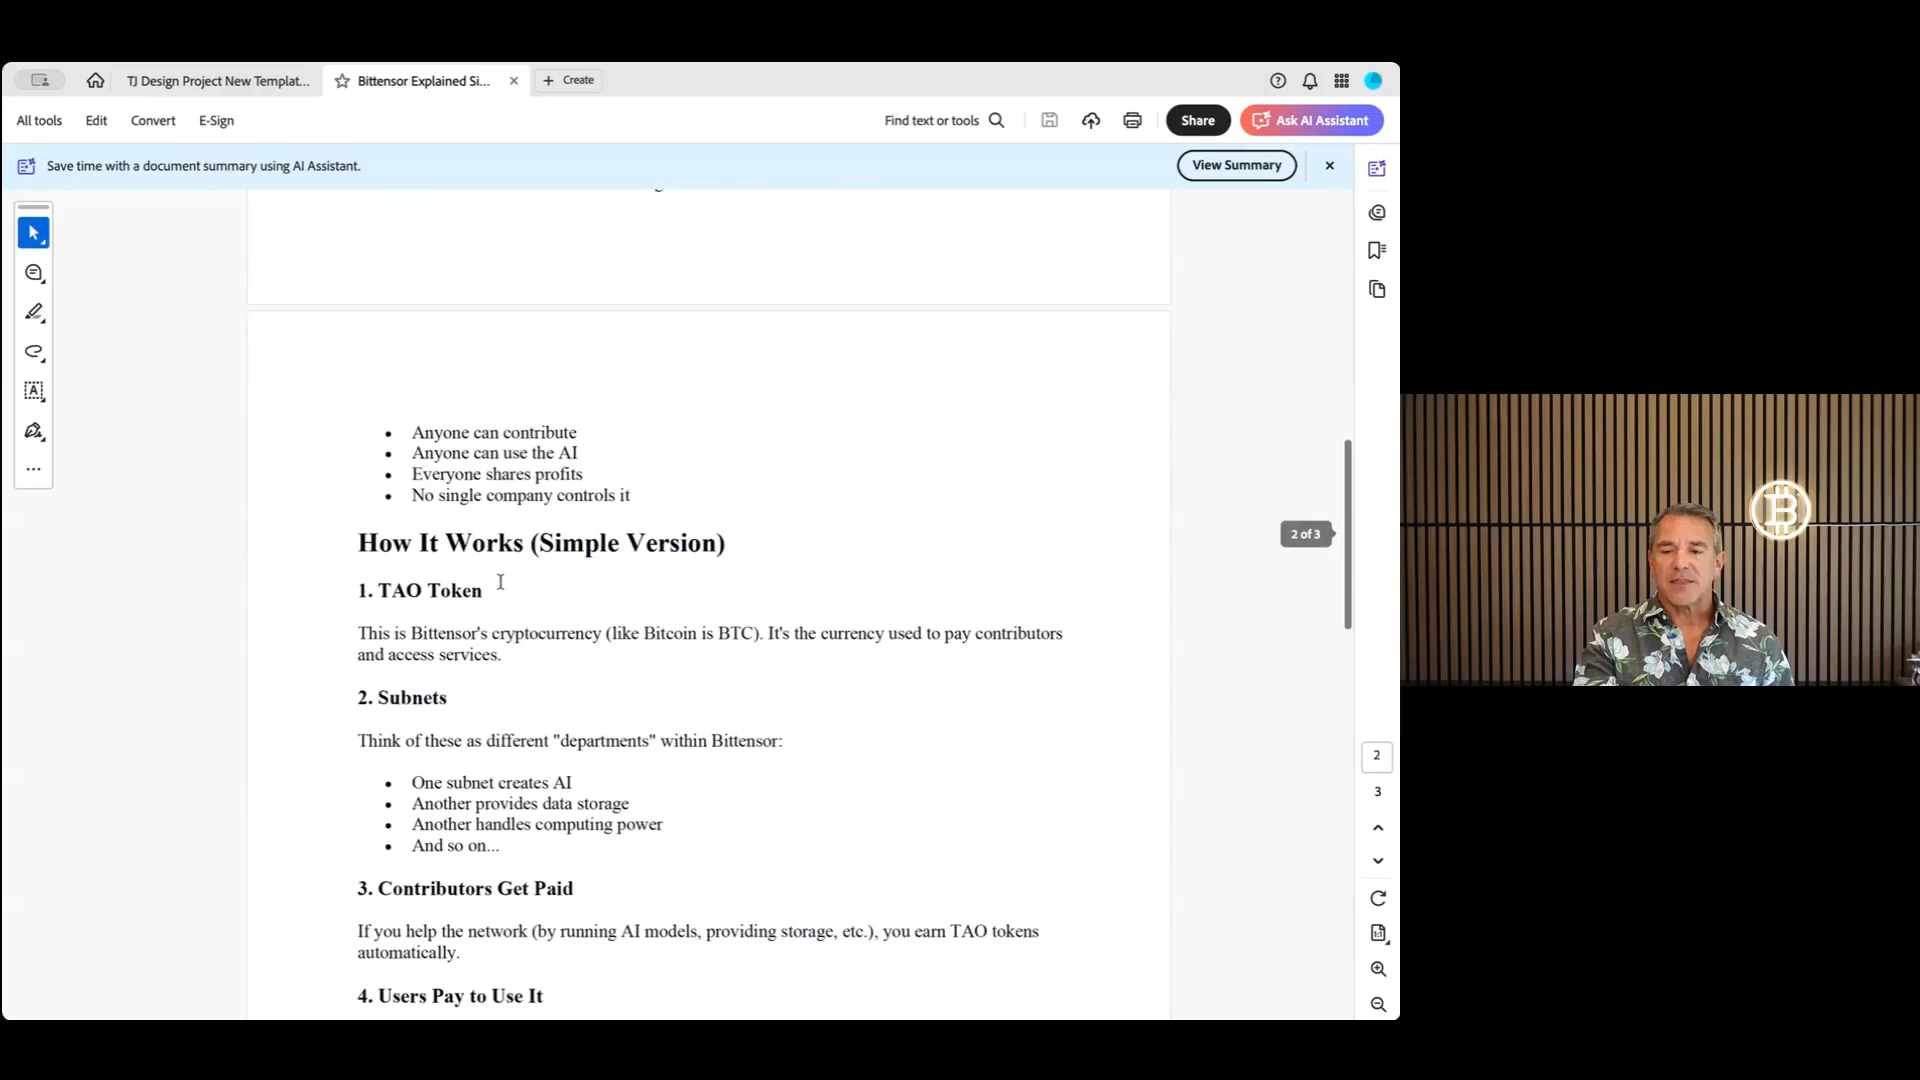 TJ Design Project New Templat...
Bittensor Explained Si...
Create
All tools
Edit
Convert
E-Sign
Find text or tools
Share
Ask AI Assistant
Save time with a document summary using AI Assistant.
View Summary
• Anyone can contribute
• Anyone can use the AI
• Everyone shares profits
• No single company controls it
How It Works (Simple Version)
2 of 3
1. TAO Token
This is Bittensor's cryptocurrency (like Bitcoin is BTC). It's the currency used to pay contributors
and access services.
2. Subnets
Think of these as different "departments" within Bittensor:
• One subnet creates AI
• Another provides data storage
• Another handles computing power
• And so on...
3. Contributors Get Paid
If you help the network (by running AI models, providing storage, etc.), you earn TAO tokens
automatically.
4. Users Pay to Use It
2
3